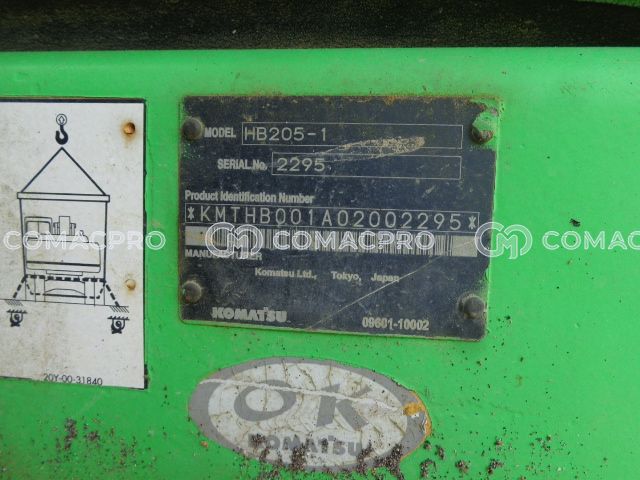 MODEL HB205-1
SERIAL No. 2295
Product Identification Number
*KMTHB001A02002295*
COMACPRO COMACPRO COMACPRO
MANUFACTURER
Komatsu Ltd., Tokyo, Japan
KOMATSU 09601-10002
20Y-00-31840
OK
KOMATSU